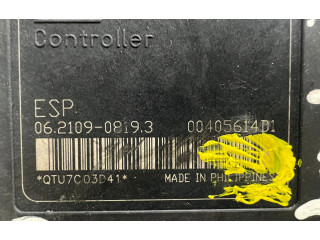 Controller
ESP
06.2109-0819.3 00405614D1
*QTU7C03D41* MADE IN PHILIPPINES